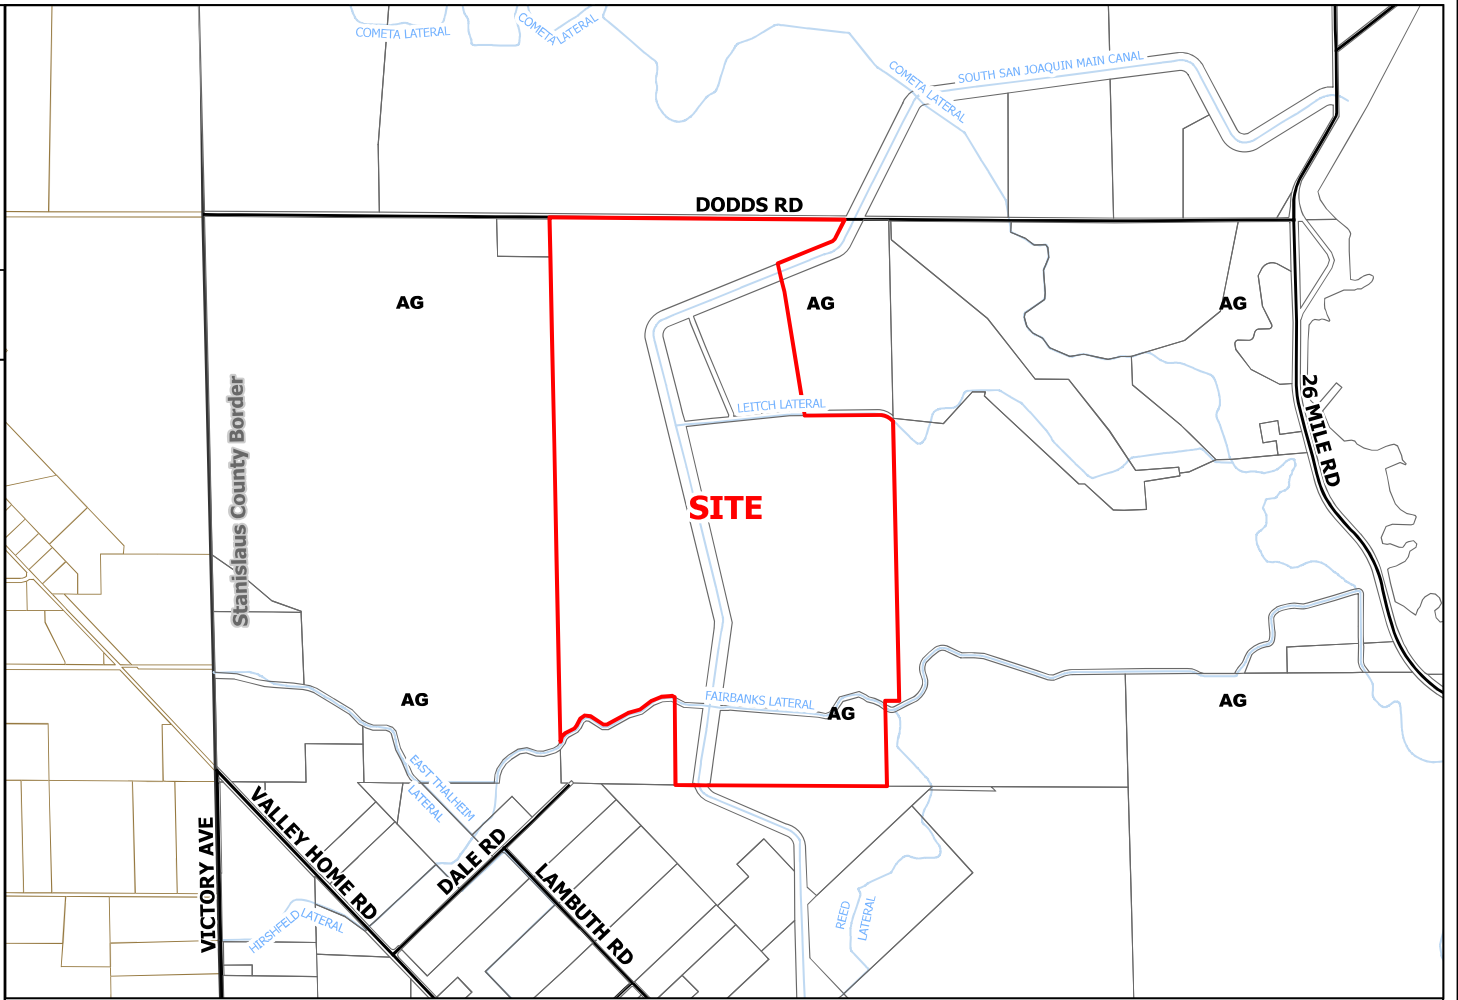 COMETA LATERAL
COMETA LATERAL
COMETA LATERAL
SOUTH SAN JOAQUIN MAIN CANAL
DODDS RD
AG
AG
AG
26 MILE RD
Stanislaus County Border
LEITCH LATERAL
SITE
AG
FAIRBANKS LATERAL
AG
AG
EAST THALHEIM
LATERAL
VALLEY HOME RD
VICTORY AVE
DALE RD
LAMBUTH RD
HIRSHFELD LATERAL
REED
LATERAL